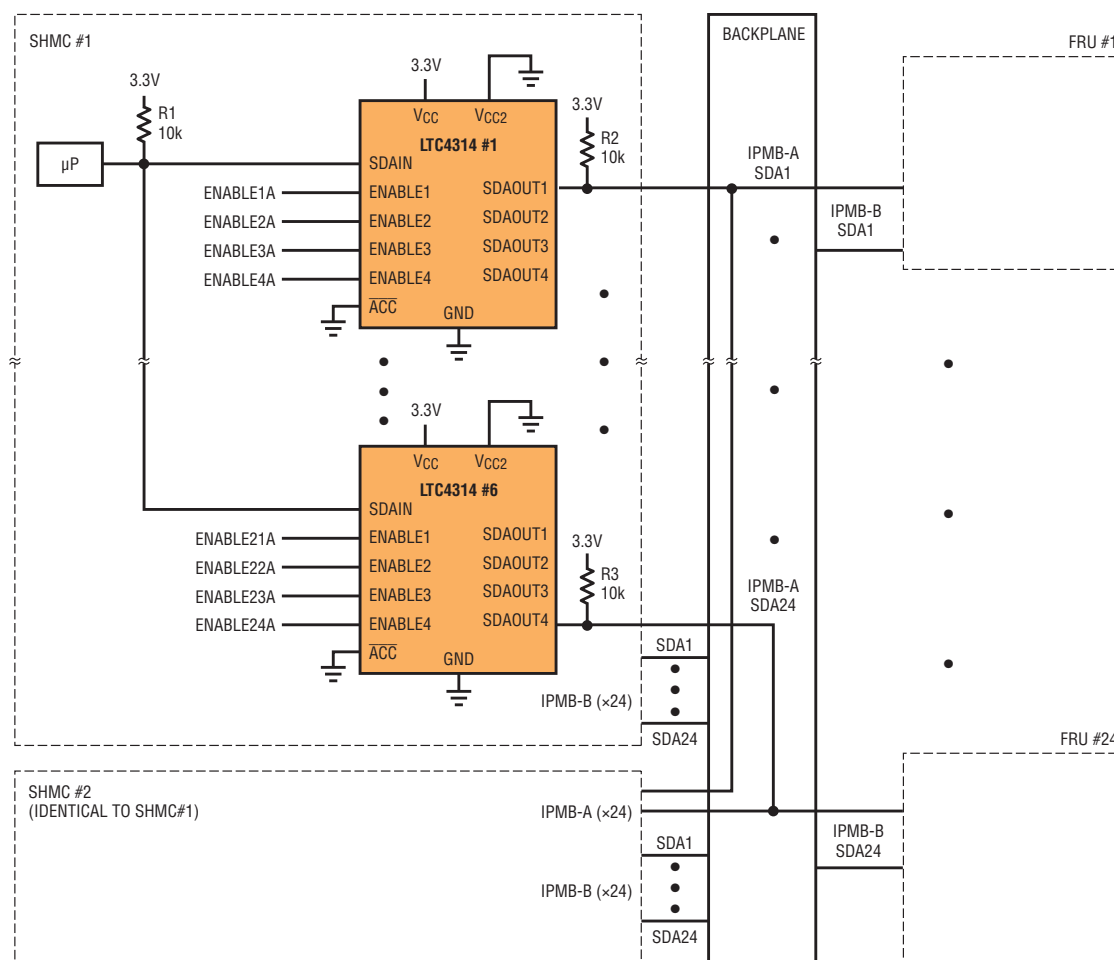 SHMC #1
BACKPLANE
FRU #1
3.3V
R1
10k
µP
3.3V
VCC
VCC2
LTC4314 #1
SDAIN
ENABLE1A
ENABLE1
ENABLE2A
ENABLE2
ENABLE3A
ENABLE3
ENABLE4A
ENABLE4
ACC
GND
SDAOUT1
SDAOUT2
SDAOUT3
SDAOUT4
3.3V
R2
10k
IPMB-A
SDA1
IPMB-B
SDA1
3.3V
VCC
VCC2
LTC4314 #6
SDAIN
ENABLE21A
ENABLE1
ENABLE22A
ENABLE2
ENABLE23A
ENABLE3
ENABLE24A
ENABLE4
ACC
GND
SDAOUT1
SDAOUT2
SDAOUT3
SDAOUT4
3.3V
R3
10k
IPMB-A
SDA24
SDA1
IPMB-B (×24)
SDA24
FRU #24
SHMC #2
(IDENTICAL TO SHMC#1)
IPMB-A (×24)
SDA1
IPMB-B (×24)
SDA24
IPMB-B
SDA24